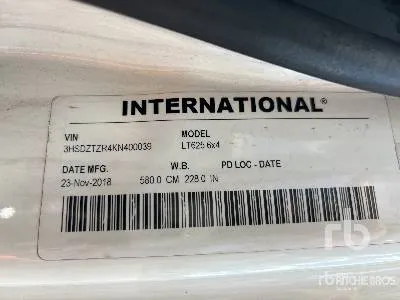 INTERNATIONAL®
VIN MODEL
3HSDZTZR4KN400039 LT625 6x4
DATE MFG. W.B. PD LOC - DATE
23-Nov-2018 580.0 CM 228.0 IN
rb
RITCHIE BROS